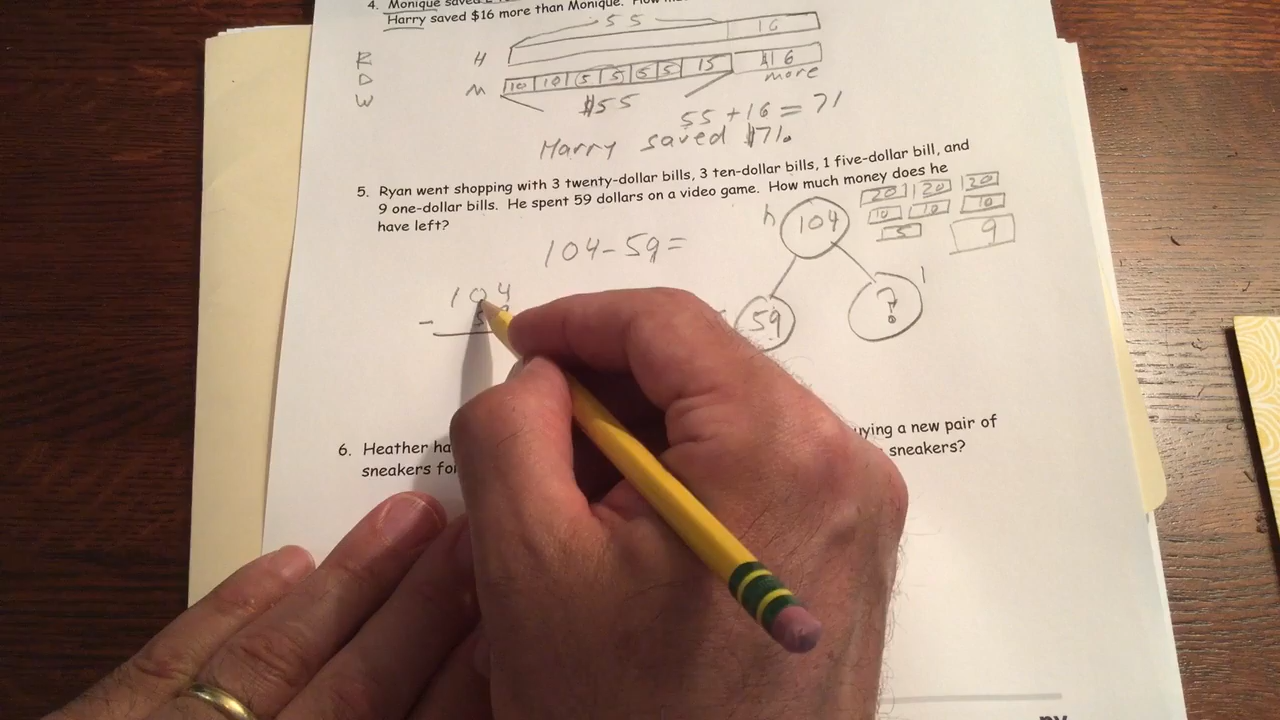 4. Monique saved
Harry saved $16 more than Monique.
55
16
R
D
W
H
M
10 10 5 5 5 5 15
$16
more
$55
55 + 16 = 71
Harry saved $71.
5. Ryan went shopping with 3 twenty-dollar bills, 3 ten-dollar bills, 1 five-dollar bill, and
9 one-dollar bills. He spent 59 dollars on a video game. How much money does he
have left?
20 20 20
10 10 10
5 9
104
59 ?
104 - 59 =
104
- 5
6. Heather ha
sneakers fo
uying a new pair of
sneakers?